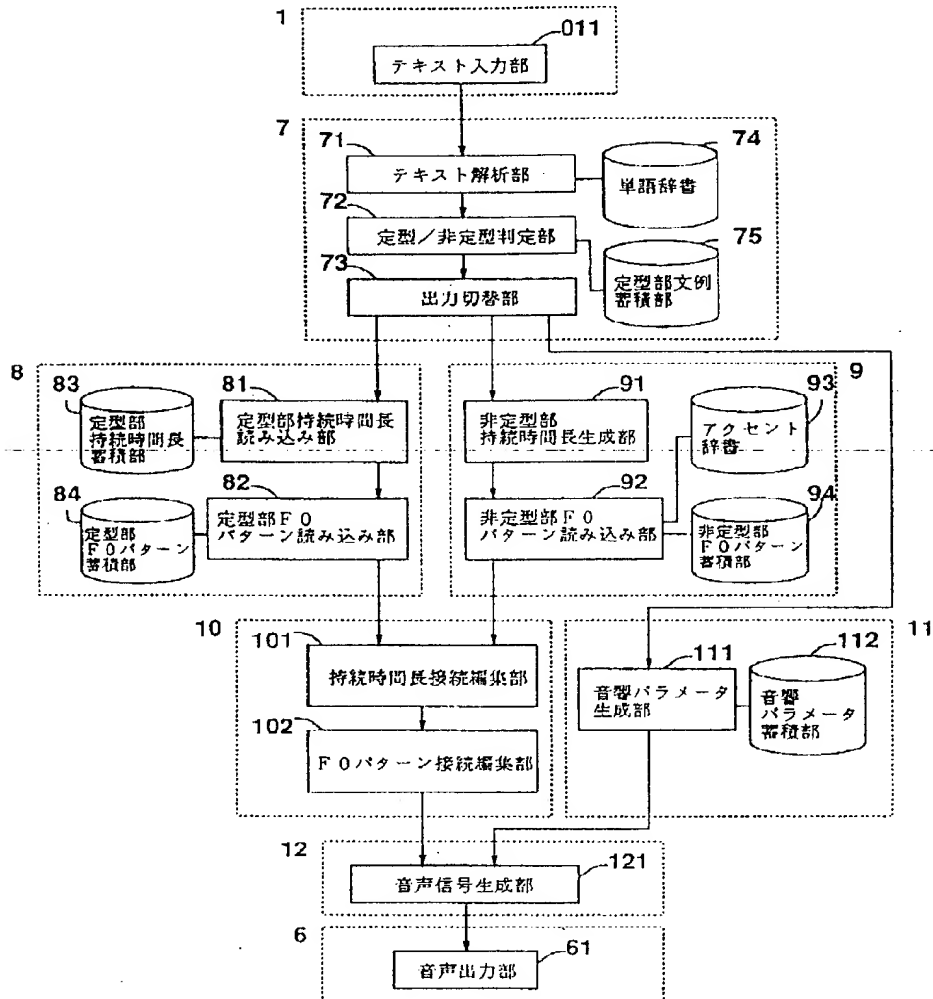 1
011
テキスト入力部
7
71
テキスト解析部
74
単語辞書
72
定型／非定型判定部
75
定型部文例
蓄積部
73
出力切替部
8
83
定型部
持続時間長
蓄積部
81
定型部持続時間長
読み込み部
84
定型部
F0パターン
蓄積部
82
定型部F0
パターン読み込み部
9
91
非定型部
持続時間長生成部
93
アクセント
辞書
92
非定型部F0
パターン読み込み部
94
非定型部
F0パターン
蓄積部
10
101
持続時間長接続編集部
102
F0パターン接続編集部
11
111
音響パラメータ
生成部
112
音響
パラメータ
蓄積部
12
音声信号生成部
121
6
音声出力部
61